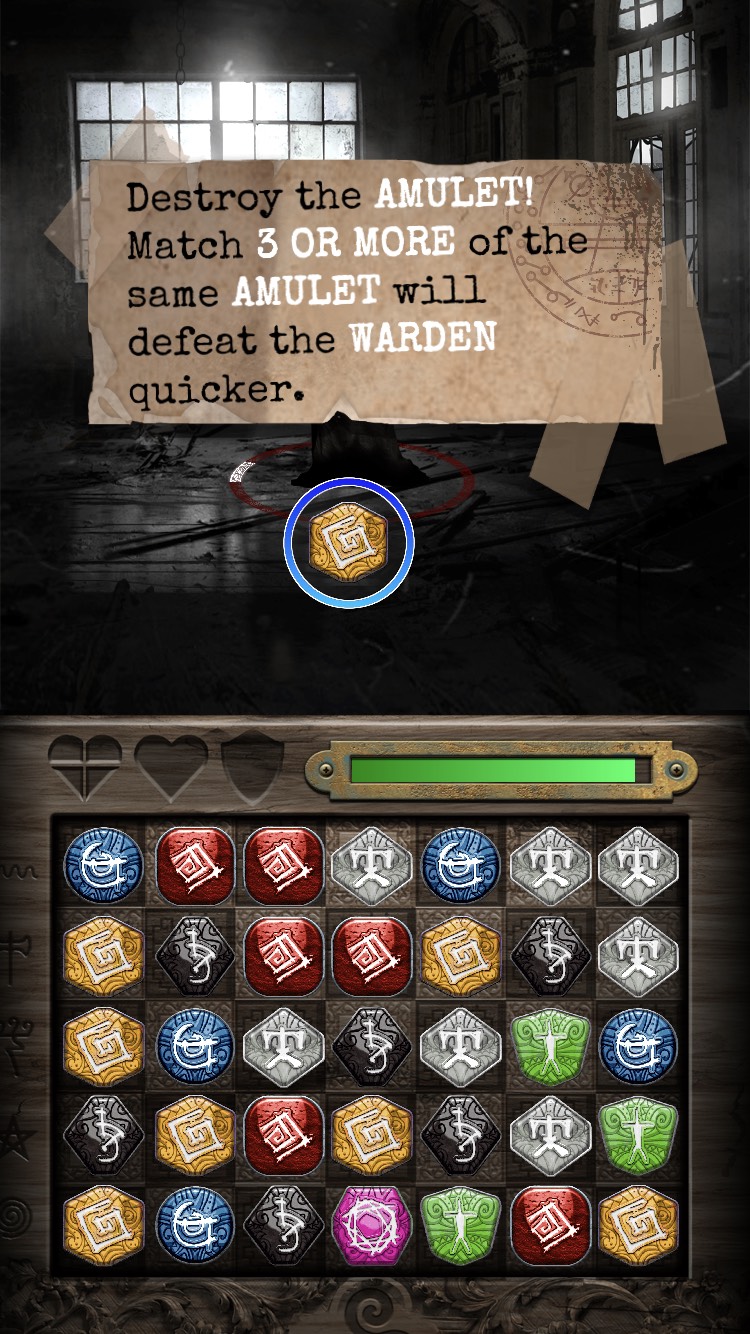 Destroy the AMULET!
Match 3 OR MORE of the
same AMULET will
defeat the WARDEN
quicker.